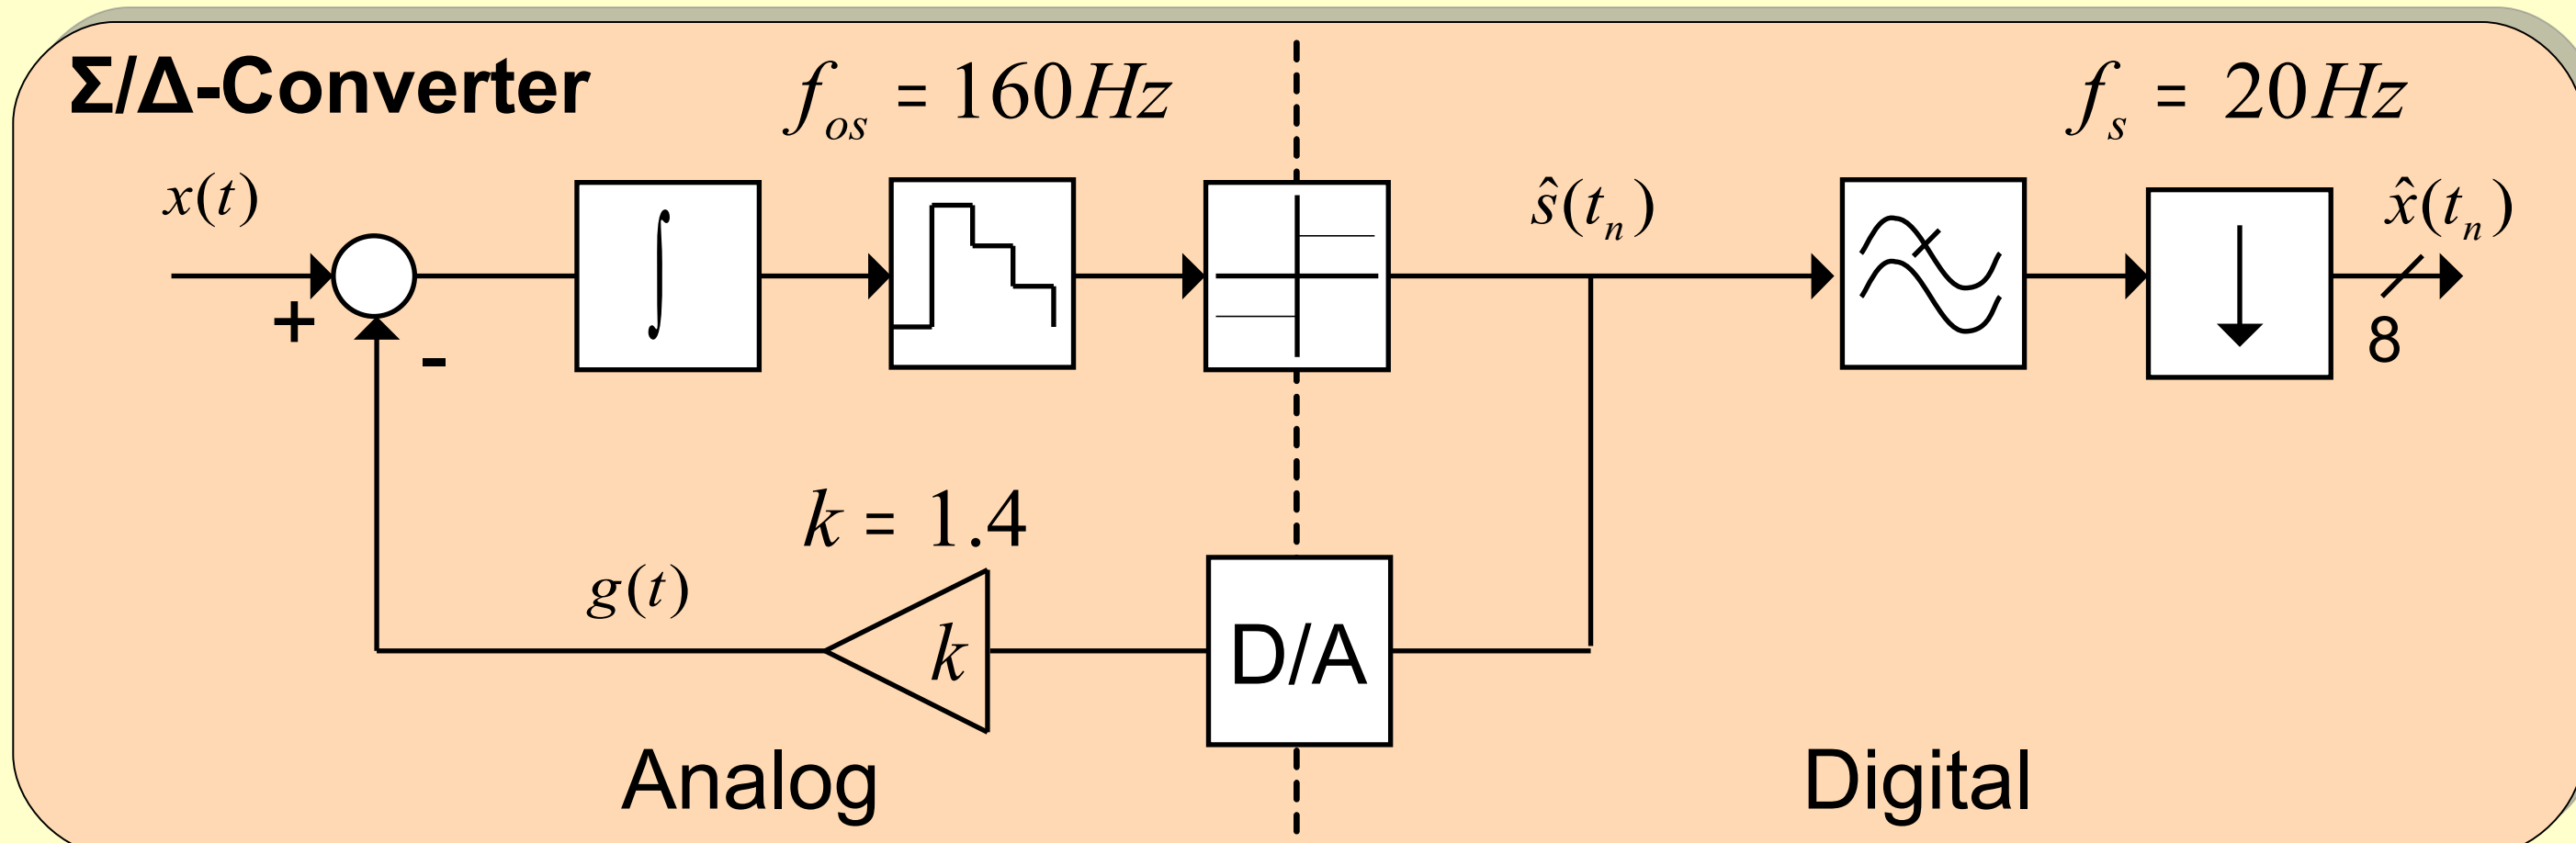 Σ/Δ-Converter
f_os = 160Hz
f_s = 20Hz
x(t)
ŝ(t_n)
x̂(t_n)
+
-
∫
8
k = 1.4
g(t)
k
D/A
Analog
Digital